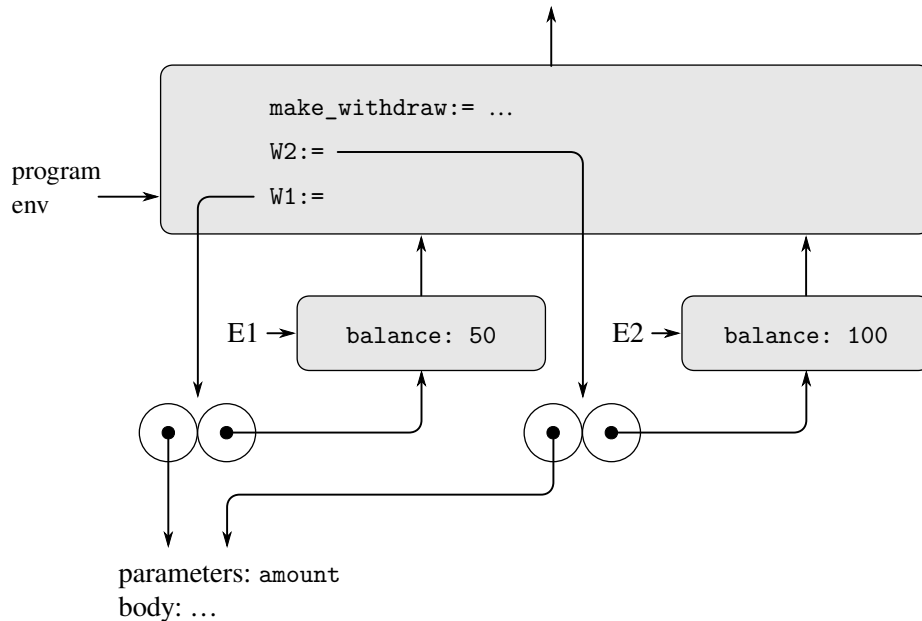 make_withdraw:= ...
W2:=
program
env
W1:=
E1
balance: 50
E2
balance: 100
parameters: amount
body: ...